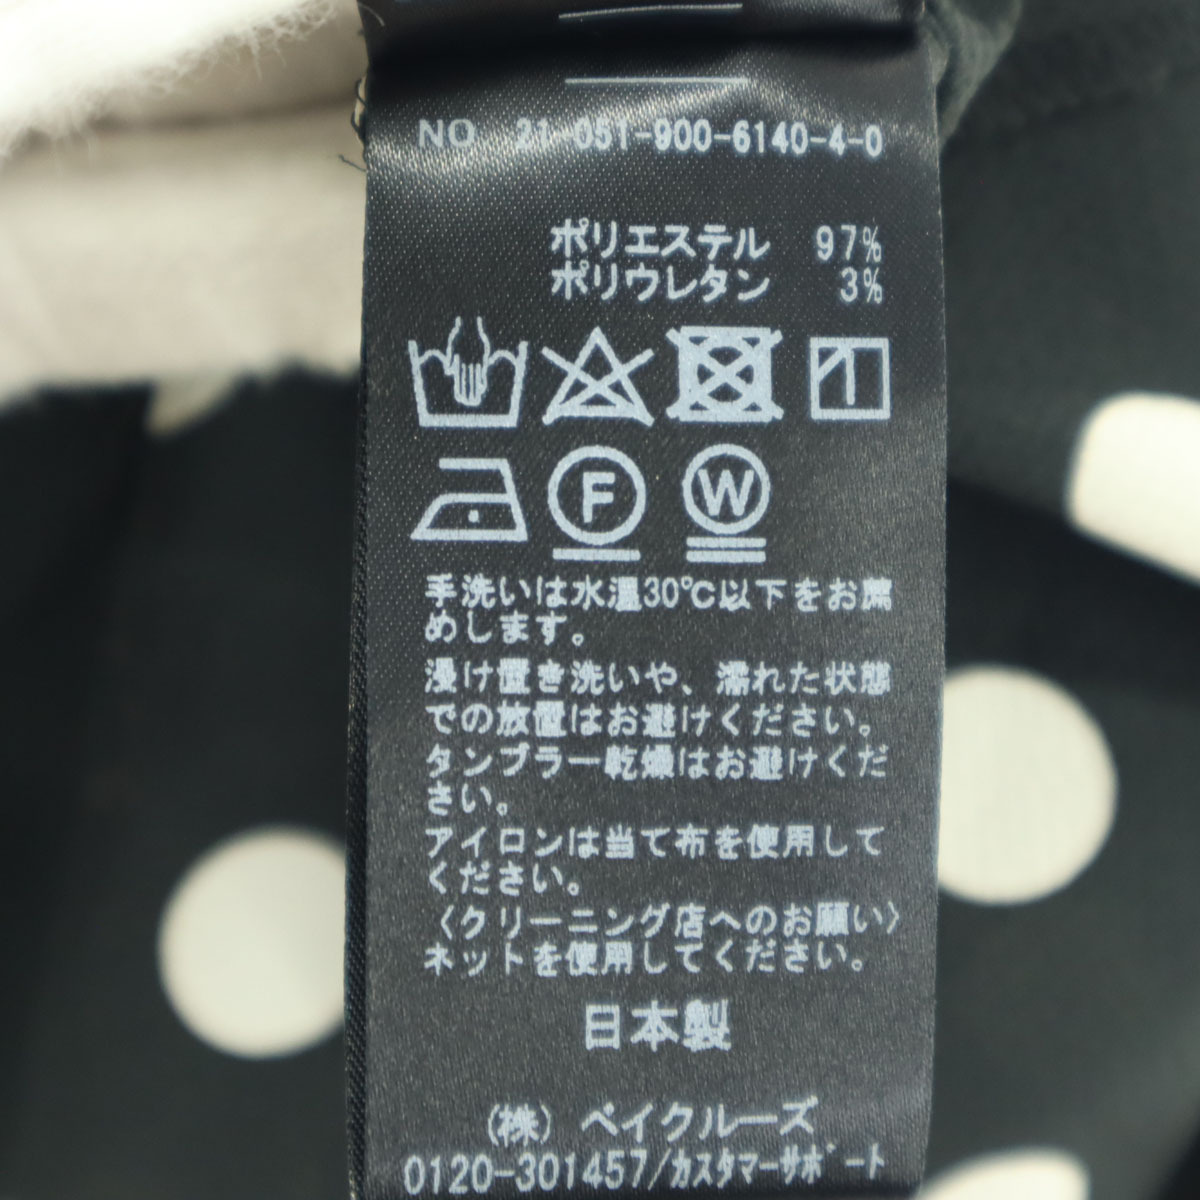 NO 21-051-900-6140-4-0
ポリエステル 97%
ポリウレタン 3%
F W
手洗いは水温30℃以下をお薦
めします。
浸け置き洗いや、濡れた状態
での放置はお避けください。
タンブラー乾燥はお避けくだ
さい。
アイロンは当て布を使用して
ください。
〈クリーニング店へのお願い〉
ネットを使用してください。
日本製
(株) ベイクルーズ
0120-301457/カスタマーサポート